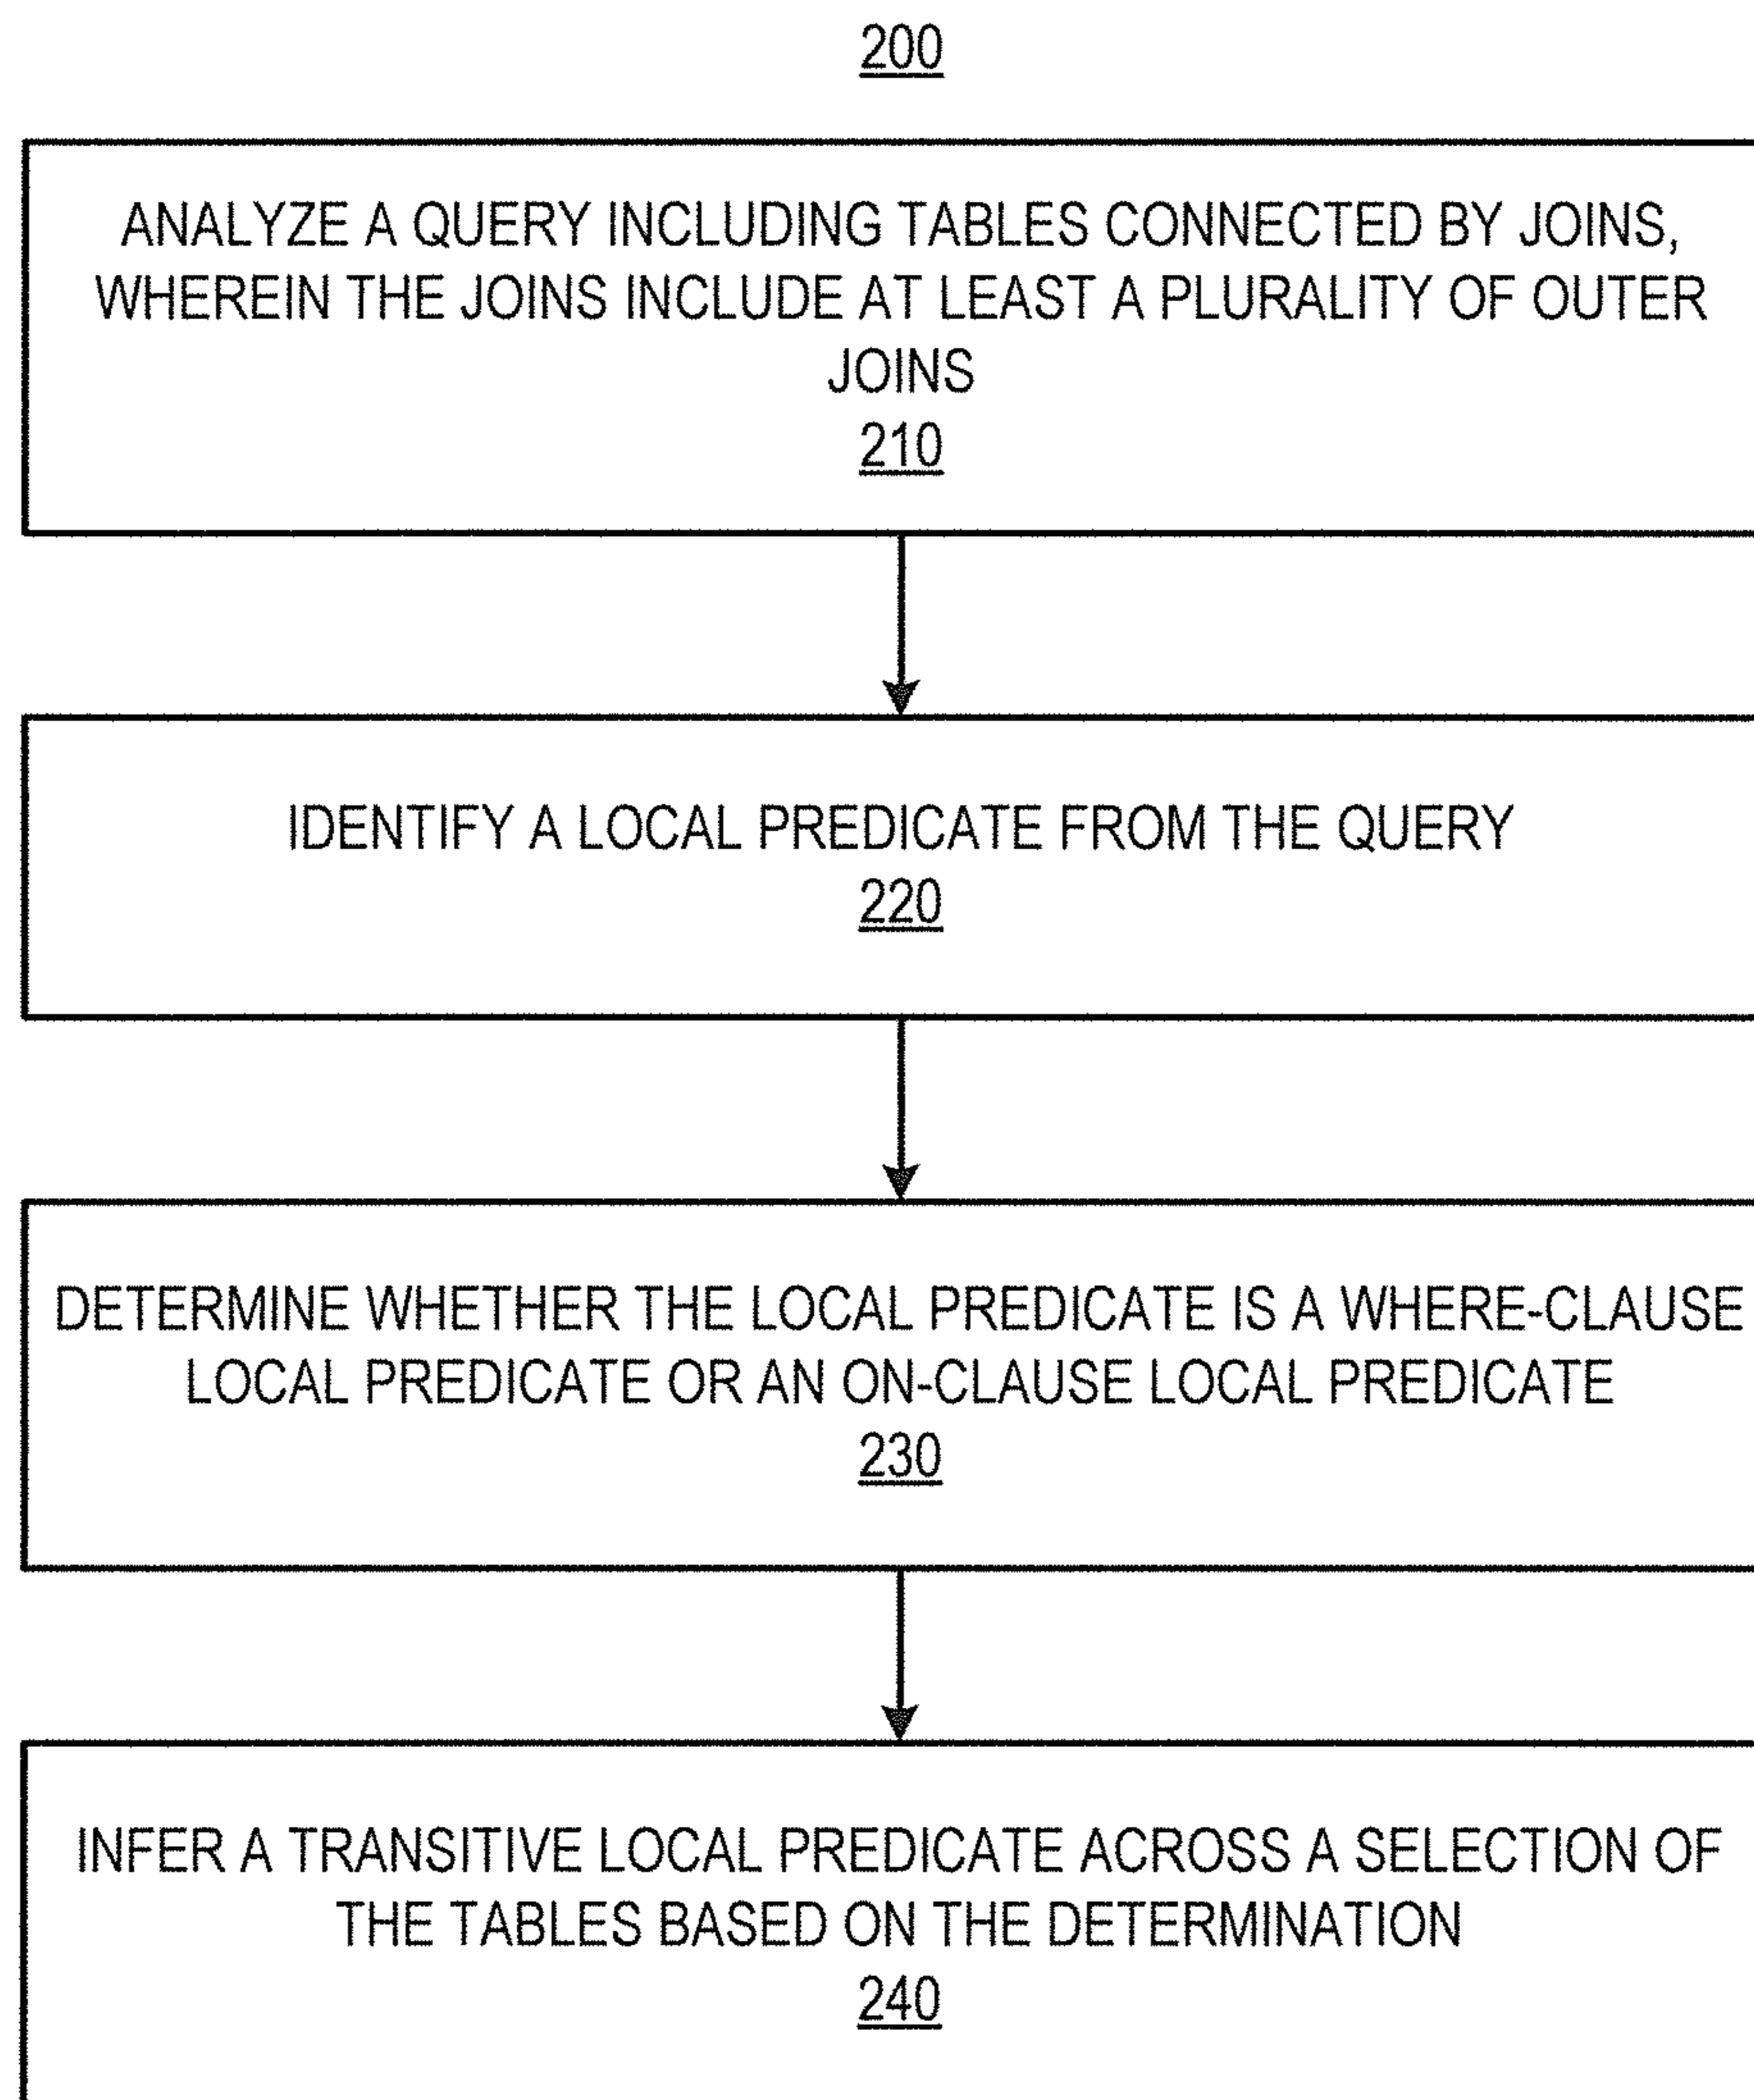 200
ANALYZE A QUERY INCLUDING TABLES CONNECTED BY JOINS,
WHEREIN THE JOINS INCLUDE AT LEAST A PLURALITY OF OUTER
JOINS
210
IDENTIFY A LOCAL PREDICATE FROM THE QUERY
220
DETERMINE WHETHER THE LOCAL PREDICATE IS A WHERE-CLAUSE
LOCAL PREDICATE OR AN ON-CLAUSE LOCAL PREDICATE
230
INFER A TRANSITIVE LOCAL PREDICATE ACROSS A SELECTION OF
THE TABLES BASED ON THE DETERMINATION
240